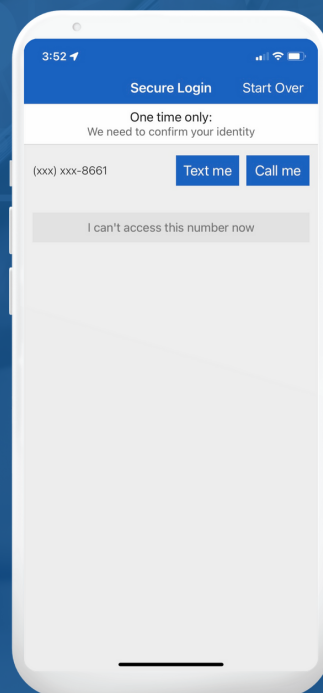 3:52
Secure Login
Start Over
One time only:
We need to confirm your identity
(xxx) xxx-8661
Text me
Call me
I can't access this number now